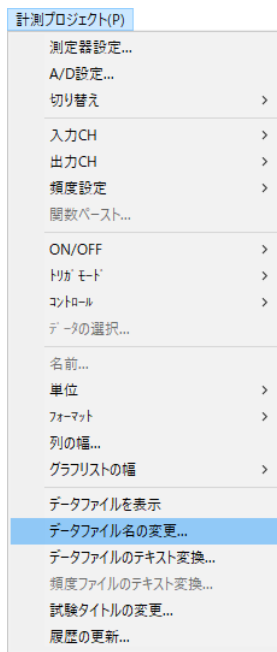 計測プロジェクト(P)
測定器設定...
A/D設定...
切り替え
入力CH
出力CH
頻度設定
関数ペースト...
ON/OFF
ﾄﾘｶﾞﾓｰﾄﾞ
ｺﾝﾄﾛｰﾙ
ﾃﾞｰﾀの選択...
名前...
単位
ﾌｫｰﾏｯﾄ
列の幅...
グラフリストの幅
データファイルを表示
データファイル名の変更...
データファイルのテキスト変換...
頻度ファイルのテキスト変換...
試験タイトルの変更...
履歴の更新...